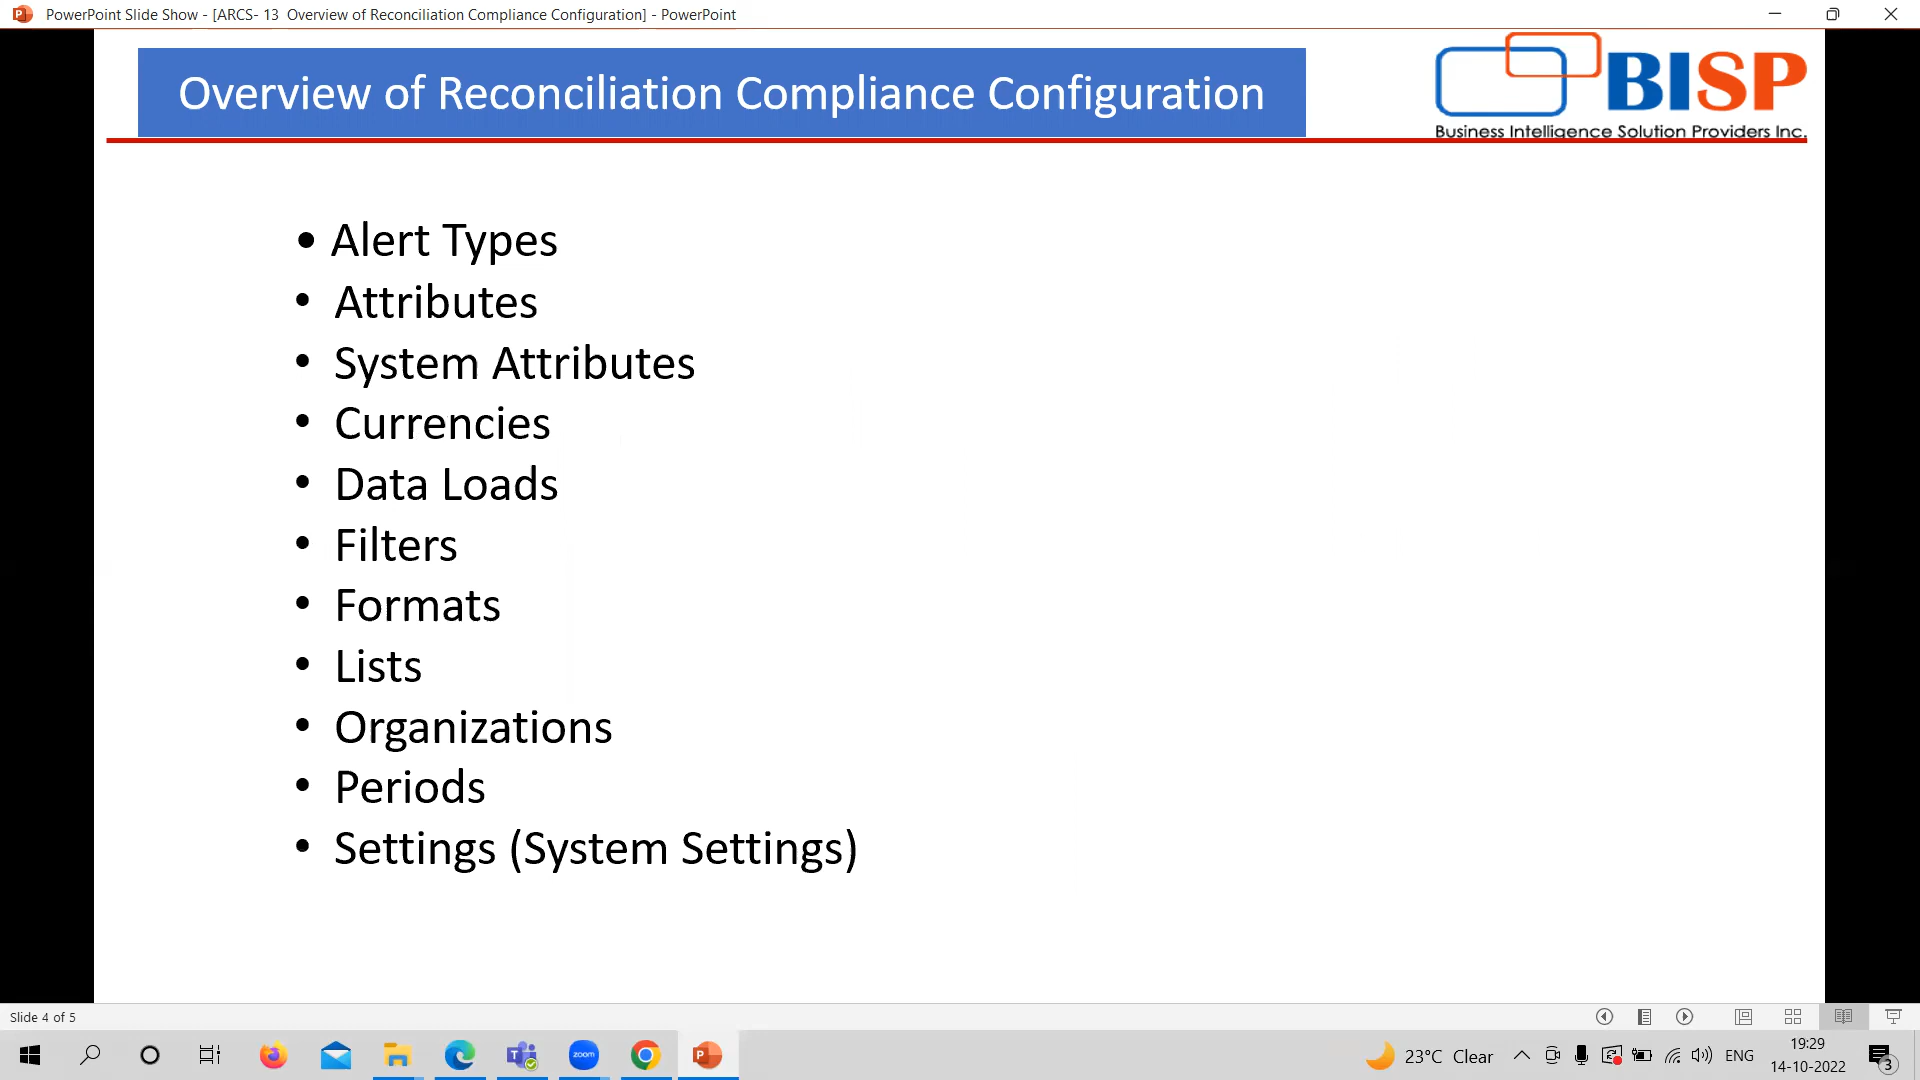 PowerPoint Slide Show - [ARCS- 13  Overview of Reconciliation Compliance Configuration] - PowerPoint
Overview of Reconciliation Compliance Configuration
BISP
Business Intelligence Solution Providers Inc.
• Alert Types
• Attributes
• System Attributes
• Currencies
• Data Loads
• Filters
• Formats
• Lists
• Organizations
• Periods
• Settings (System Settings)
Slide 4 of 5
zoom
23°C Clear
ENG
19:29
14-10-2022
3